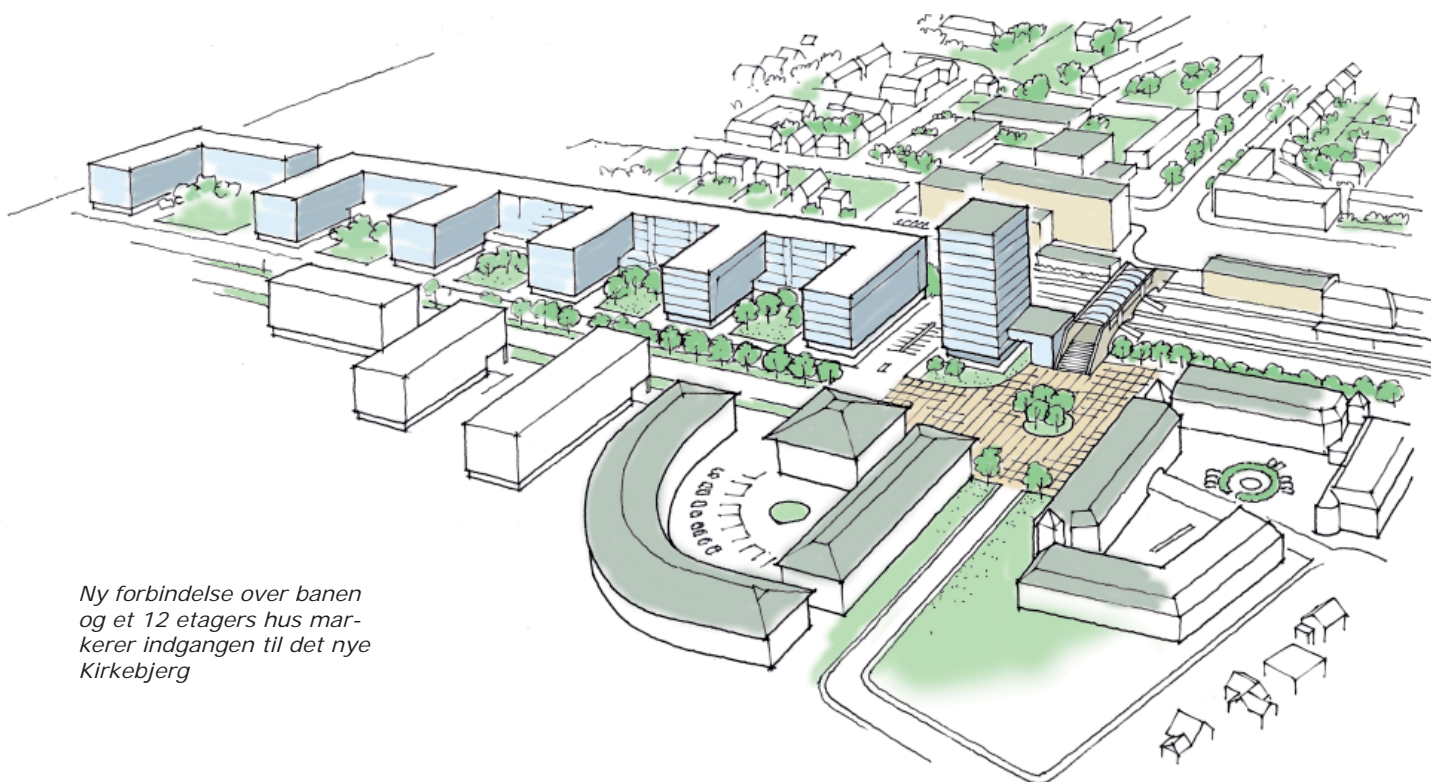 Ny forbindelse over banen
og et 12 etagers hus mar-
kerer indgangen til det nye
Kirkebjerg